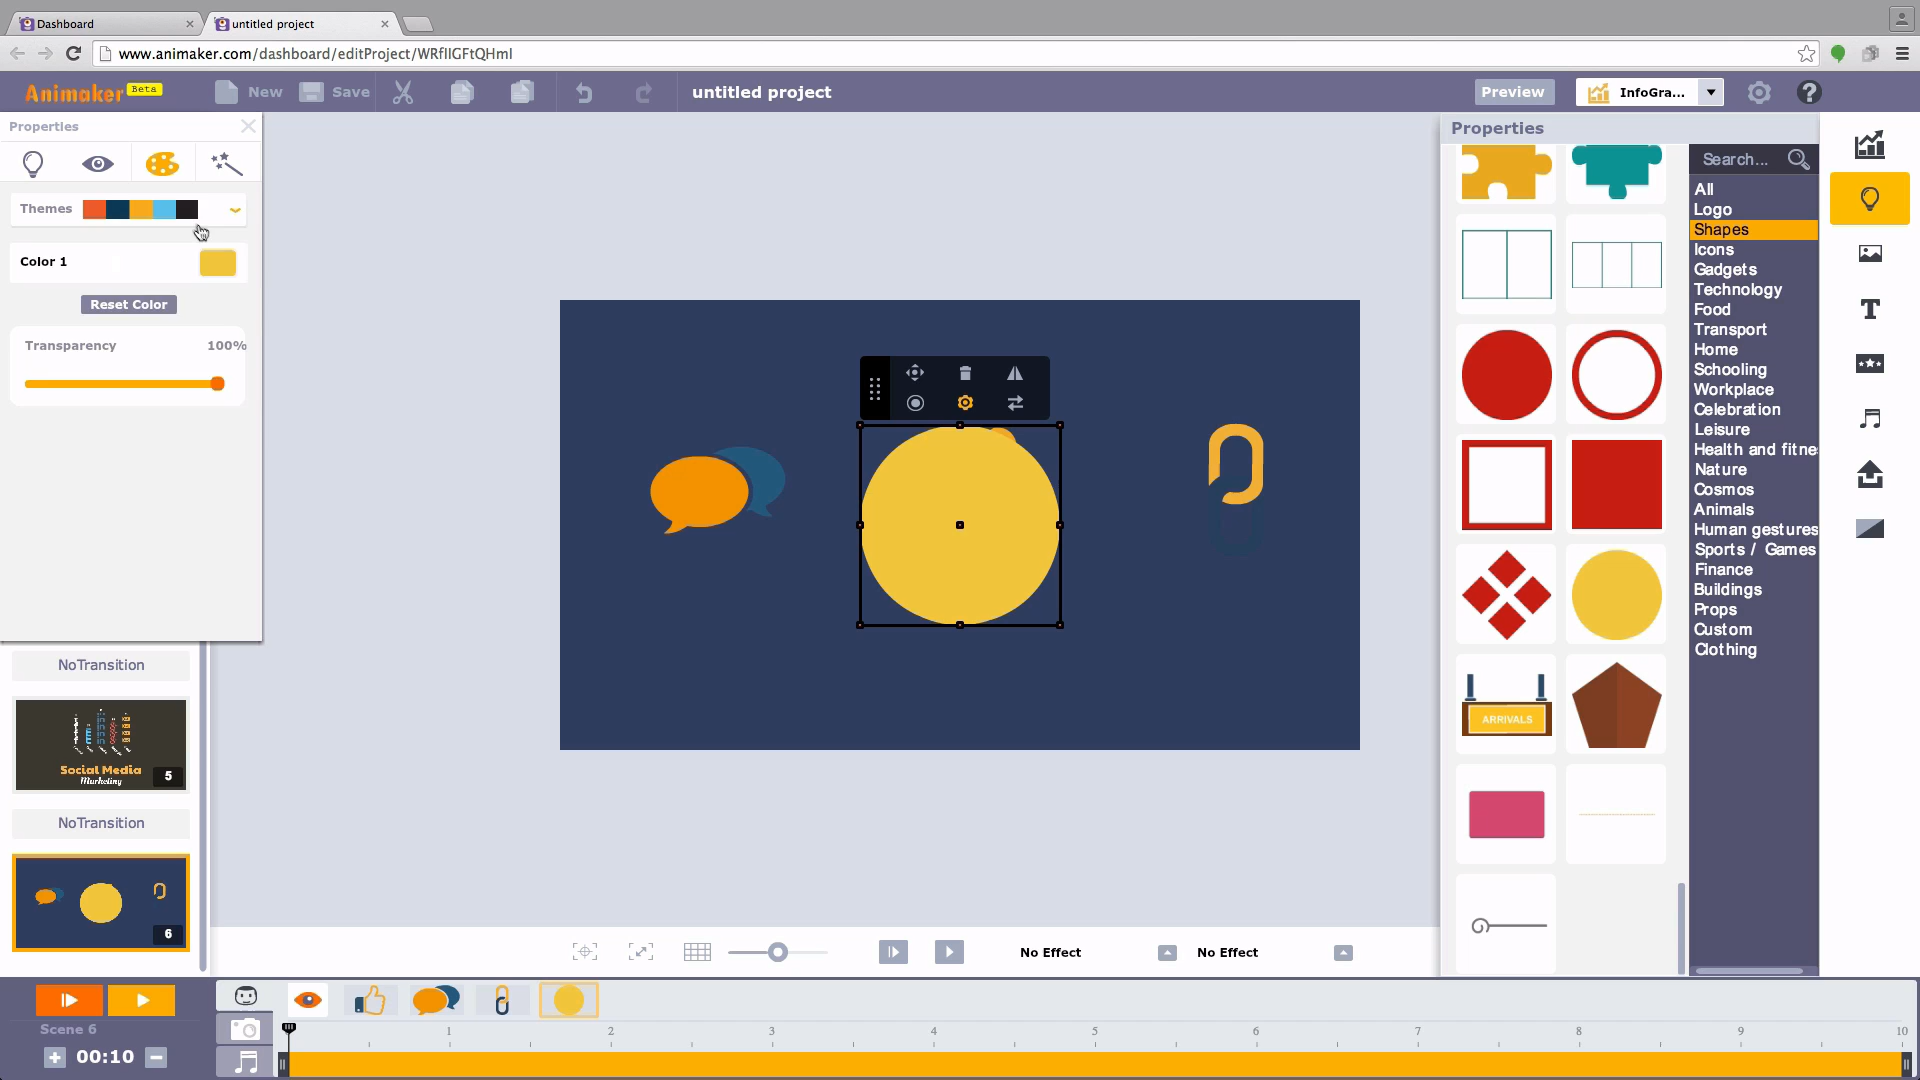 Dashboard
untitled project
www.animaker.com/dashboard/editProject/WRfIlGFtQHmI
Animaker Beta
New
Save
untitled project
Preview
InfoGra...
Properties
Themes
Color 1
Reset Color
Transparency 100%
NoTransition
Social Media
Marketing
5
NoTransition
6
Properties
Search...
All
Logo
Shapes
Icons
Gadgets
Technology
Food
Transport
Home
Schooling
Workplace
Celebration
Leisure
Health and fitne
Nature
Cosmos
Animals
Human gestures
Sports / Games
Finance
Buildings
Props
Custom
Clothing
ARRIVALS
No Effect
No Effect
Scene 6
00:10
1 2 3 4 5 6 7 8 9 10